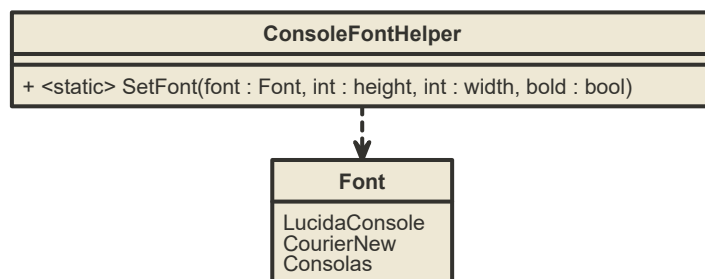 ConsoleFontHelper
+ <static> SetFont(font : Font, int : height, int : width, bold : bool)
Font
LucidaConsole
CourierNew
Consolas